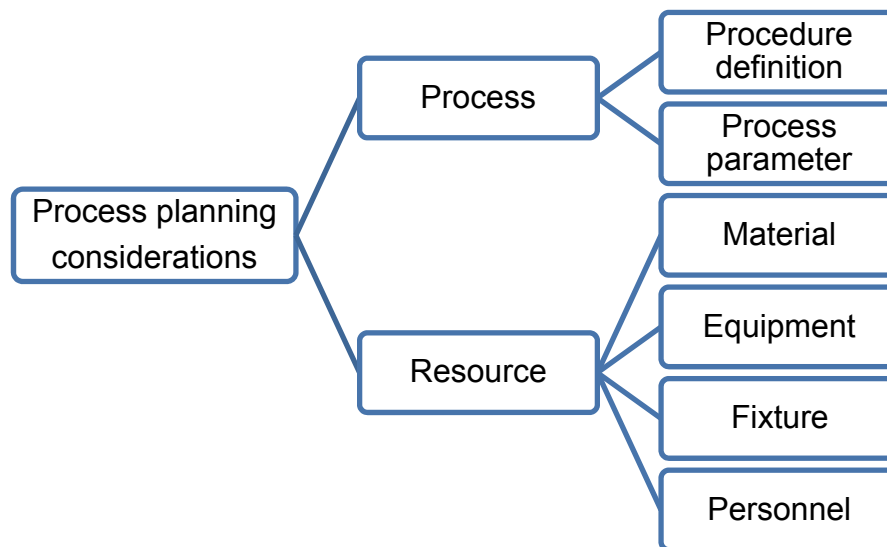 Process planning
considerations
Process
Resource
Procedure
definition
Process
parameter
Material
Equipment
Fixture
Personnel